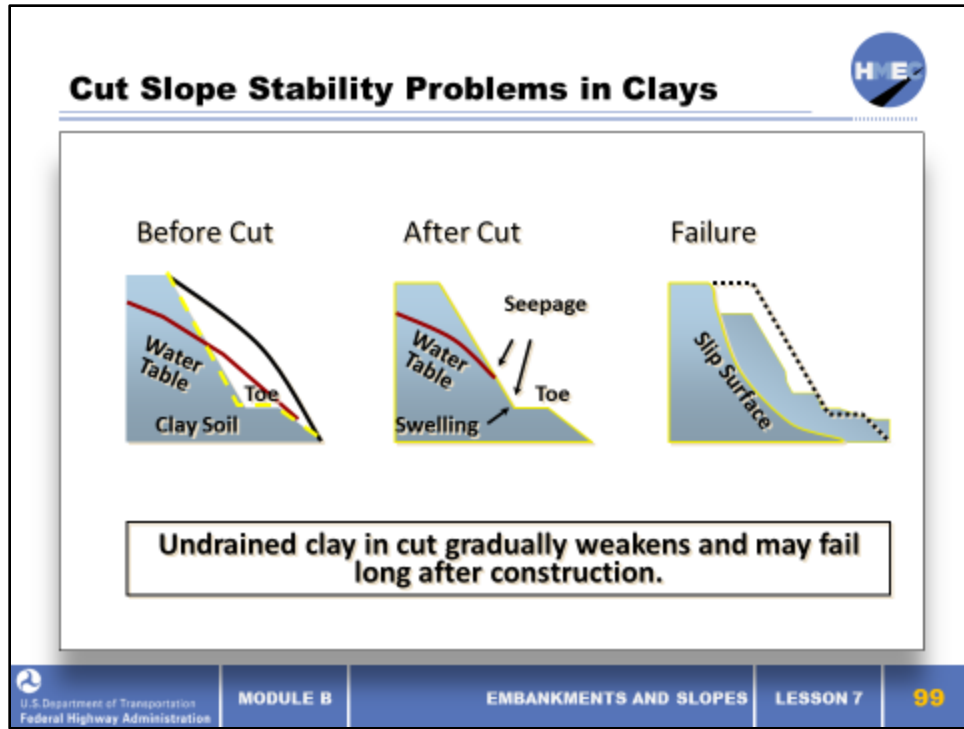 HMEC
Cut Slope Stability Problems in Clays
Before Cut
After Cut
Failure
Water
Table
Toe
Clay Soil
Seepage
Water
Table
Toe
Swelling
Slip Surface
Undrained clay in cut gradually weakens and may fail
long after construction.
U.S.Department of Transportation
Federal Highway Administration
MODULE B
EMBANKMENTS AND SLOPES
LESSON 7
99